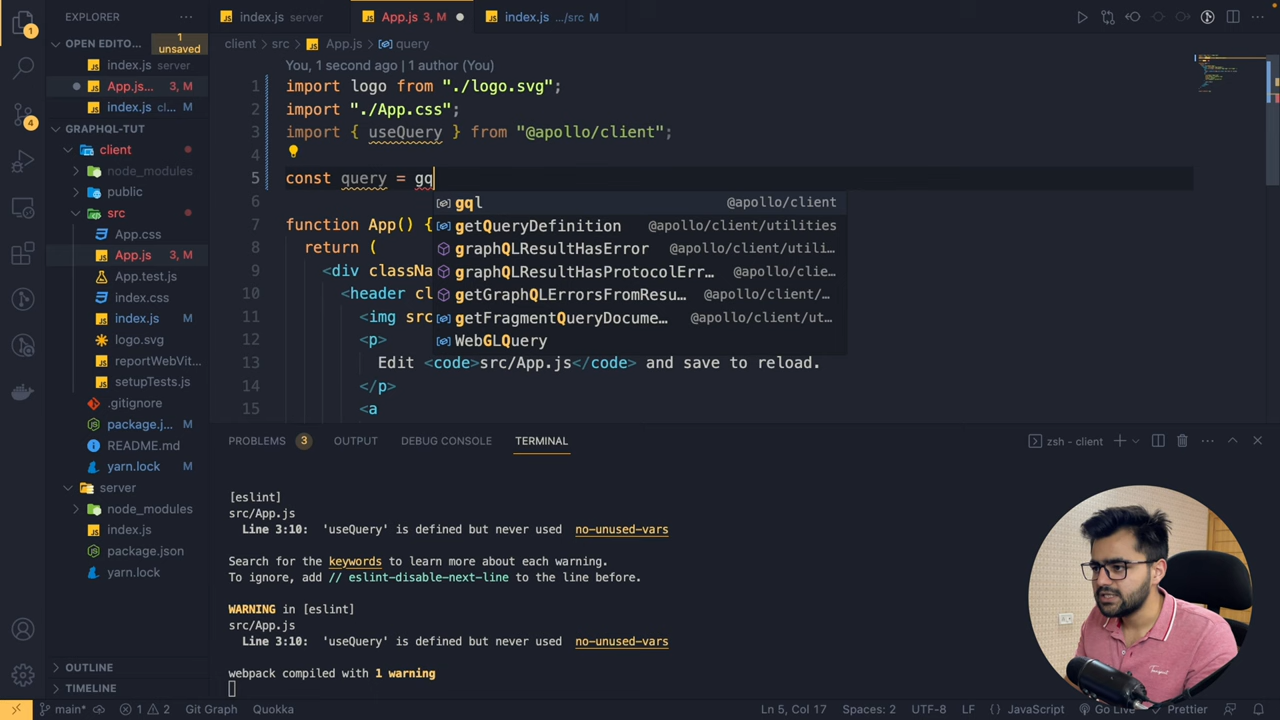 EXPLORER
index.js server
App.js 3, M
index.js .../src M
OPEN EDITO...
1 unsaved
index.js server
App.js... 3, M
index.js c... M
GRAPHQL-TUT
client
node_modules
public
src
App.css
App.js 3, M
App.test.js
index.css
index.js M
logo.svg
reportWebVit...
setupTests.js
.gitignore
package.j... M
README.md
yarn.lock M
server
node_modules
index.js
package.json
yarn.lock
OUTLINE
TIMELINE
1
4
client > src > App.js > query
You, 1 second ago | 1 author (You)
1 import logo from "./logo.svg";
2 import "./App.css";
3 import { useQuery } from "@apollo/client";
4
5 const query = gq
6
7 function App() {
8 return (
9 <div classNa
10 <header cl
11 <img src
12 <p>
13 Edit <code>src/App.js</code> and save to reload.
14 </p>
15 <a
gql @apollo/client
getQueryDefinition @apollo/client/utilities
graphQLResultHasError @apollo/client/utili...
graphQLResultHasProtocolErr... @apollo/clie...
getGraphQLErrorsFromResu... @apollo/client/...
getFragmentQueryDocume... @apollo/client/ut...
WebGLQuery
PROBLEMS 3 OUTPUT DEBUG CONSOLE TERMINAL
zsh - client
[eslint]
src/App.js
Line 3:10: 'useQuery' is defined but never used no-unused-vars
Search for the keywords to learn more about each warning.
To ignore, add // eslint-disable-next-line to the line before.
WARNING in [eslint]
src/App.js
Line 3:10: 'useQuery' is defined but never used no-unused-vars
webpack compiled with 1 warning
main* 1 2 Git Graph Quokka Ln 5, Col 17 Spaces: 2 UTF-8 LF {} JavaScript Go Live Prettier